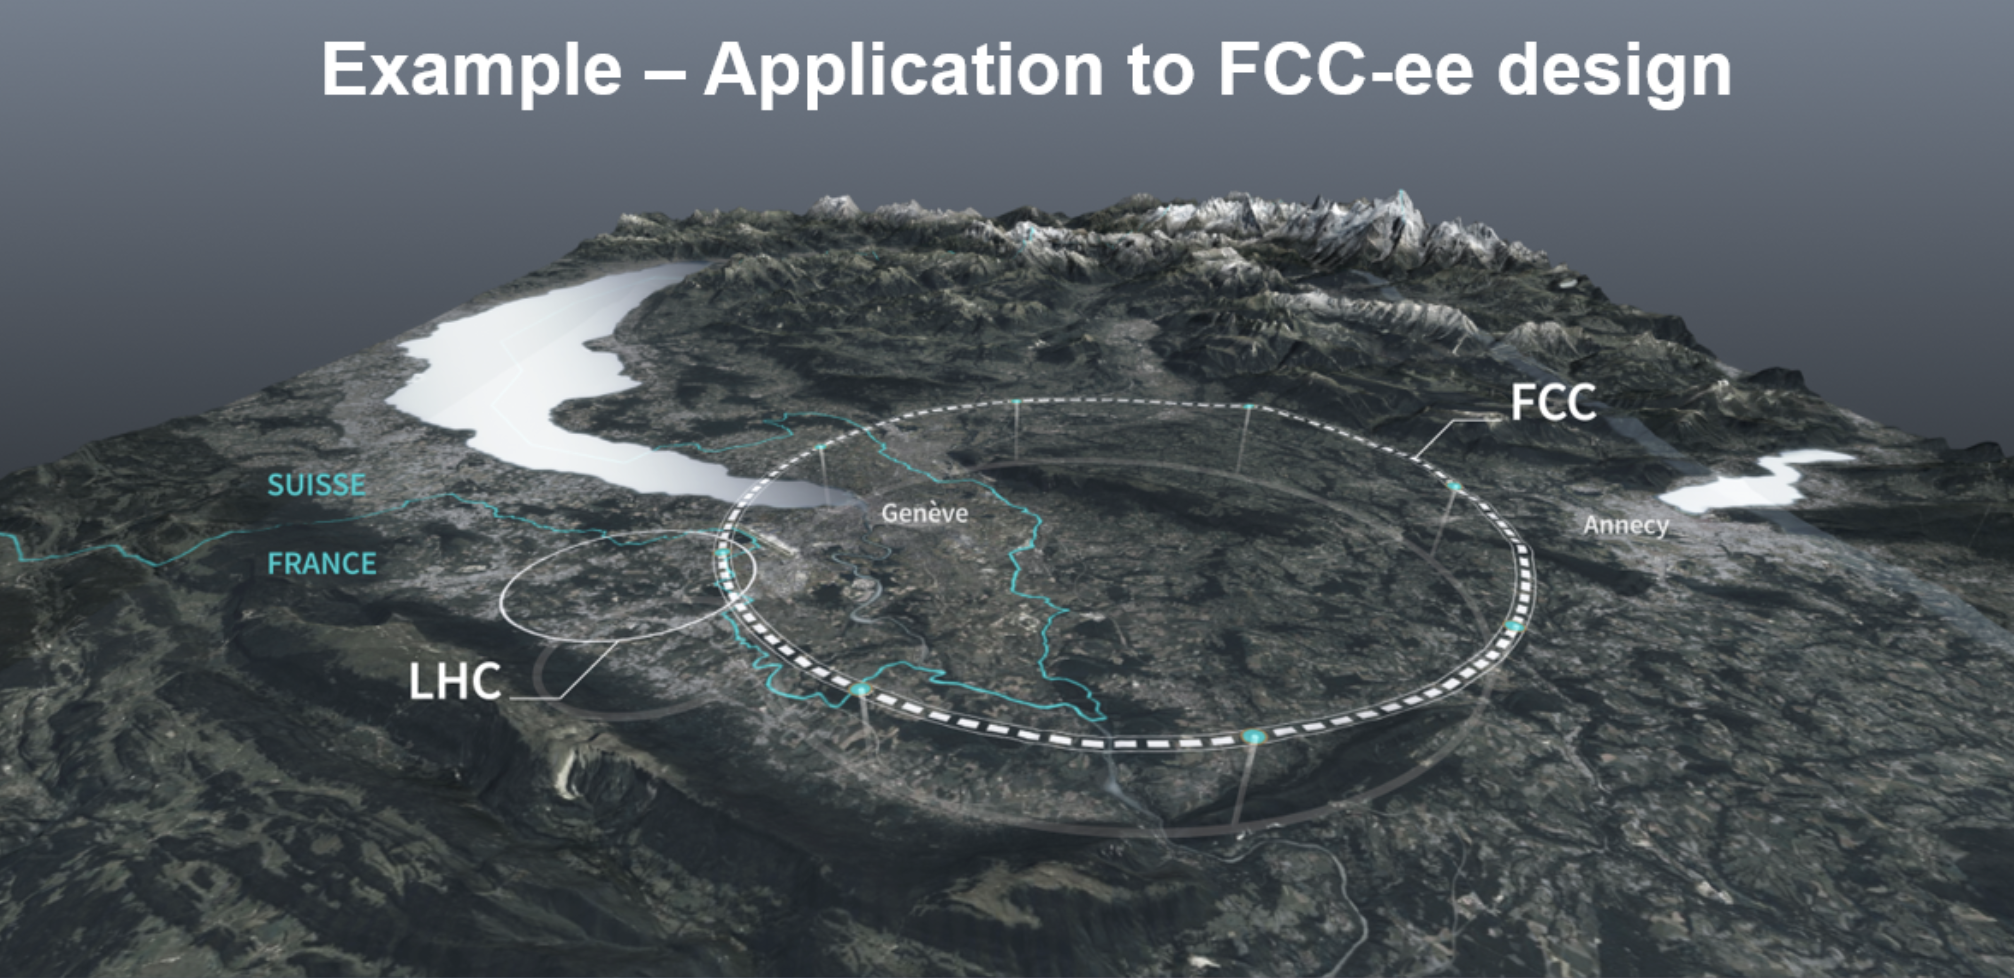 Example – Application to FCC-ee design
FCC
SUISSE
Genève
Annecy
FRANCE
LHC